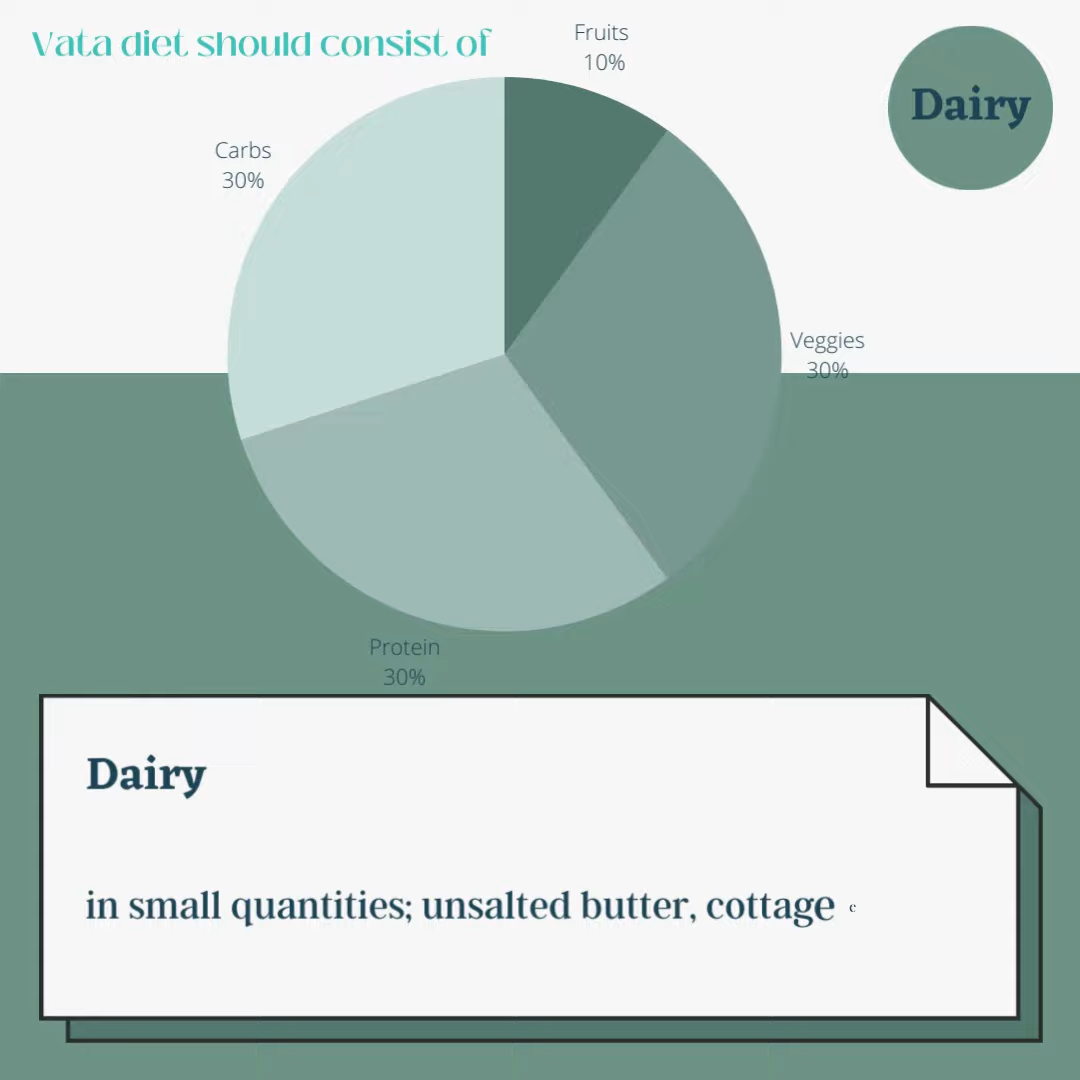 Vata diet should consist of
Fruits
10%
Dairy
Carbs
30%
Veggies
30%
Protein
30%
Dairy
in small quantities; unsalted butter, cottage c